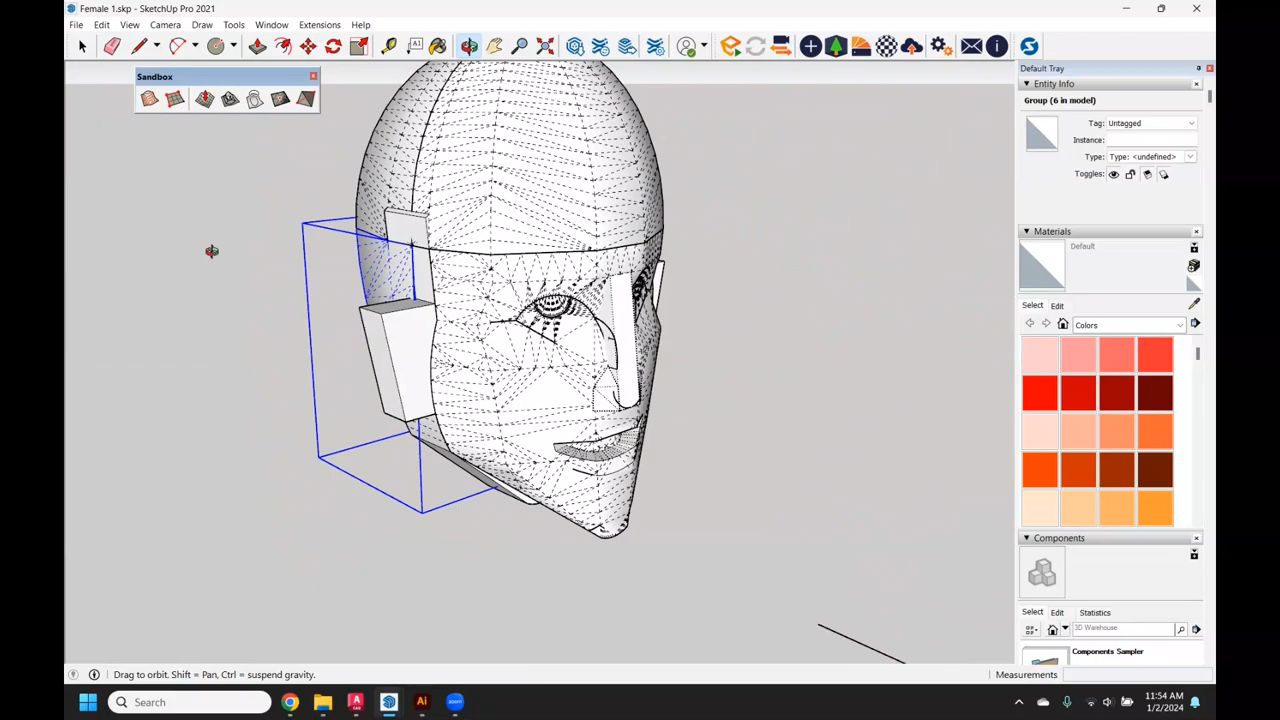 Female 1.skp - SketchUp Pro 2021
File Edit View Camera Draw Tools Window Extensions Help
Sandbox
Default Tray
Entity Info
Group (6 in model)
Tag: Untagged
Instance:
Type: Type: <undefined>
Toggles:
Materials
Default
Select Edit
Colors
Components
Select Edit Statistics
3D Warehouse
Components Sampler
Drag to orbit. Shift = Pan, Ctrl = suspend gravity.
Measurements
Search
Ai
zoom
11:54 AM
1/2/2024